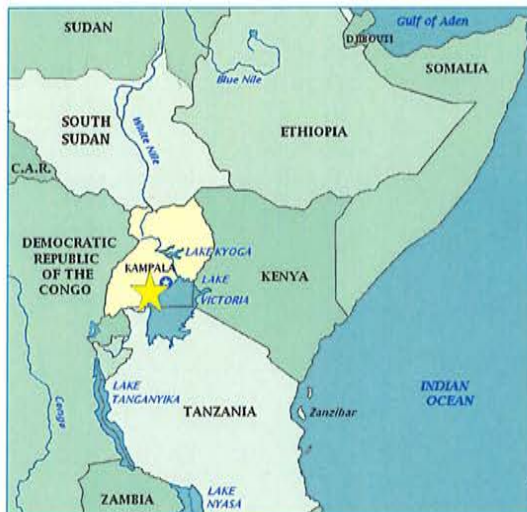 Gulf of Aden
SUDAN
DJIBOUTI
SOMALIA
Blue Nile
SOUTH
SUDAN
White Nile
ETHIOPIA
C.A.R.
DEMOCRATIC
REPUBLIC
OF THE
CONGO
LAKE KYOGA
KAMPALA
LAKE
VICTORIA
KENYA
LAKE
TANGANYIKA
TANZANIA
INDIAN
OCEAN
Zanzibar
Congo
ZAMBIA
LAKE
NYASA